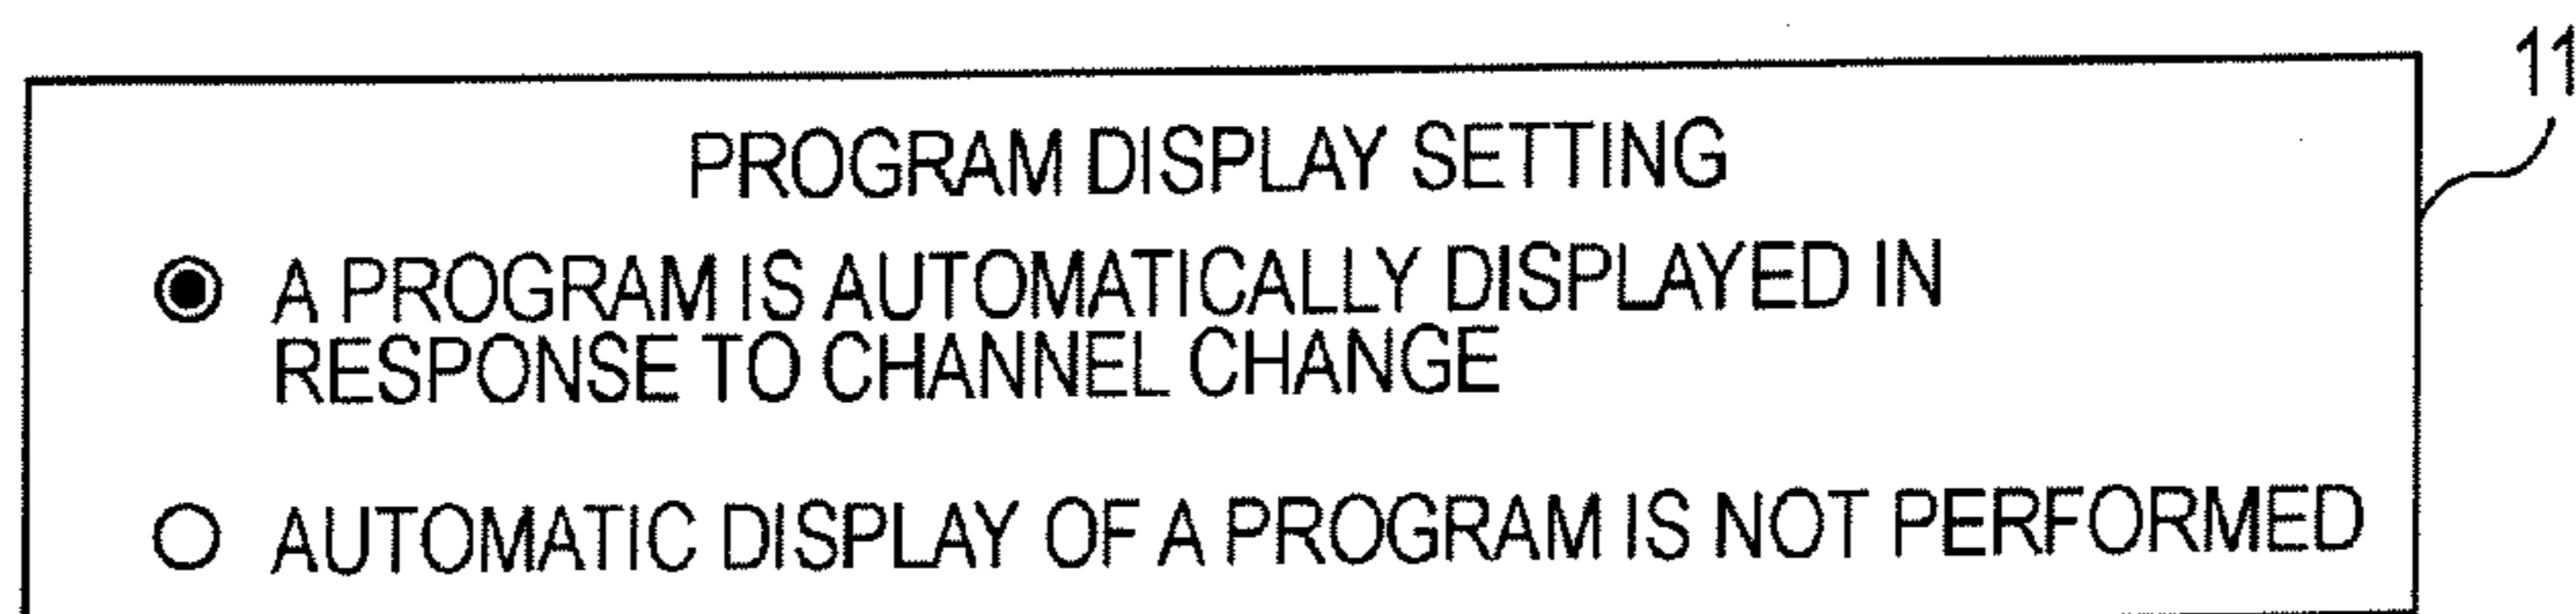 11
PROGRAM DISPLAY SETTING
A PROGRAM IS AUTOMATICALLY DISPLAYED IN
RESPONSE TO CHANNEL CHANGE
AUTOMATIC DISPLAY OF A PROGRAM IS NOT PERFORMED